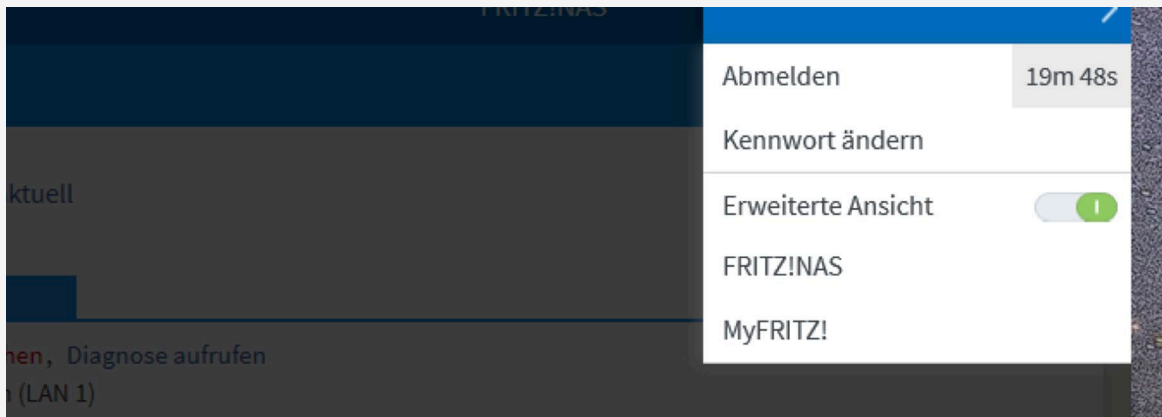 FRITZ!NAS
Abmelden 19m 48s
Kennwort ändern
ktuell
Erweiterte Ansicht
FRITZ!NAS
MyFRITZ!
nen, Diagnose aufrufen
(LAN 1)